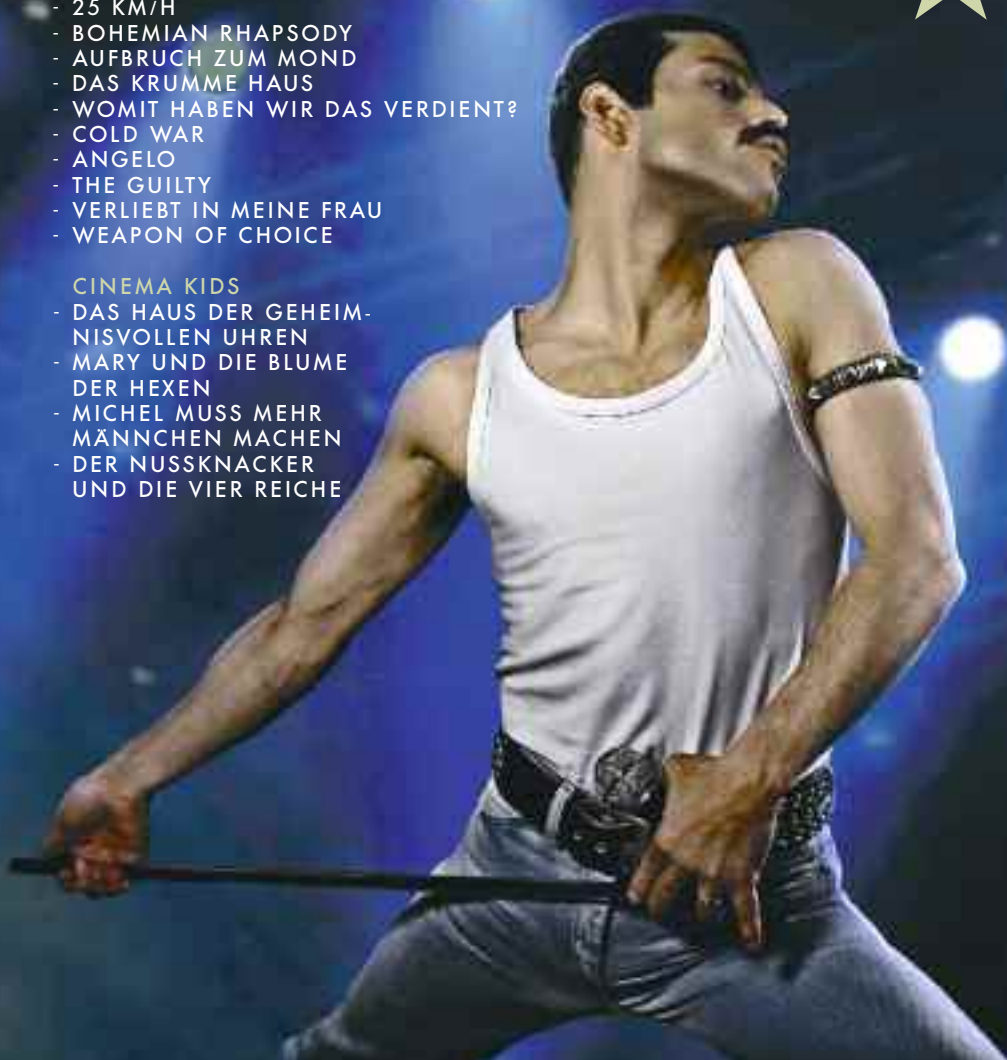 - 25 KM/H
- BOHEMIAN RHAPSODY
- AUFBRUCH ZUM MOND
- DAS KRUMME HAUS
- WOMIT HABEN WIR DAS VERDIENT?
- COLD WAR
- ANGELO
- THE GUILTY
- VERLIEBT IN MEINE FRAU
- WEAPON OF CHOICE
CINEMA KIDS
- DAS HAUS DER GEHEIM-
NISVOLLEN UHREN
- MARY UND DIE BLUME
DER HEXEN
- MICHEL MUSS MEHR
MÄNNCHEN MACHEN
- DER NUSSKNACKER
UND DIE VIER REICHE